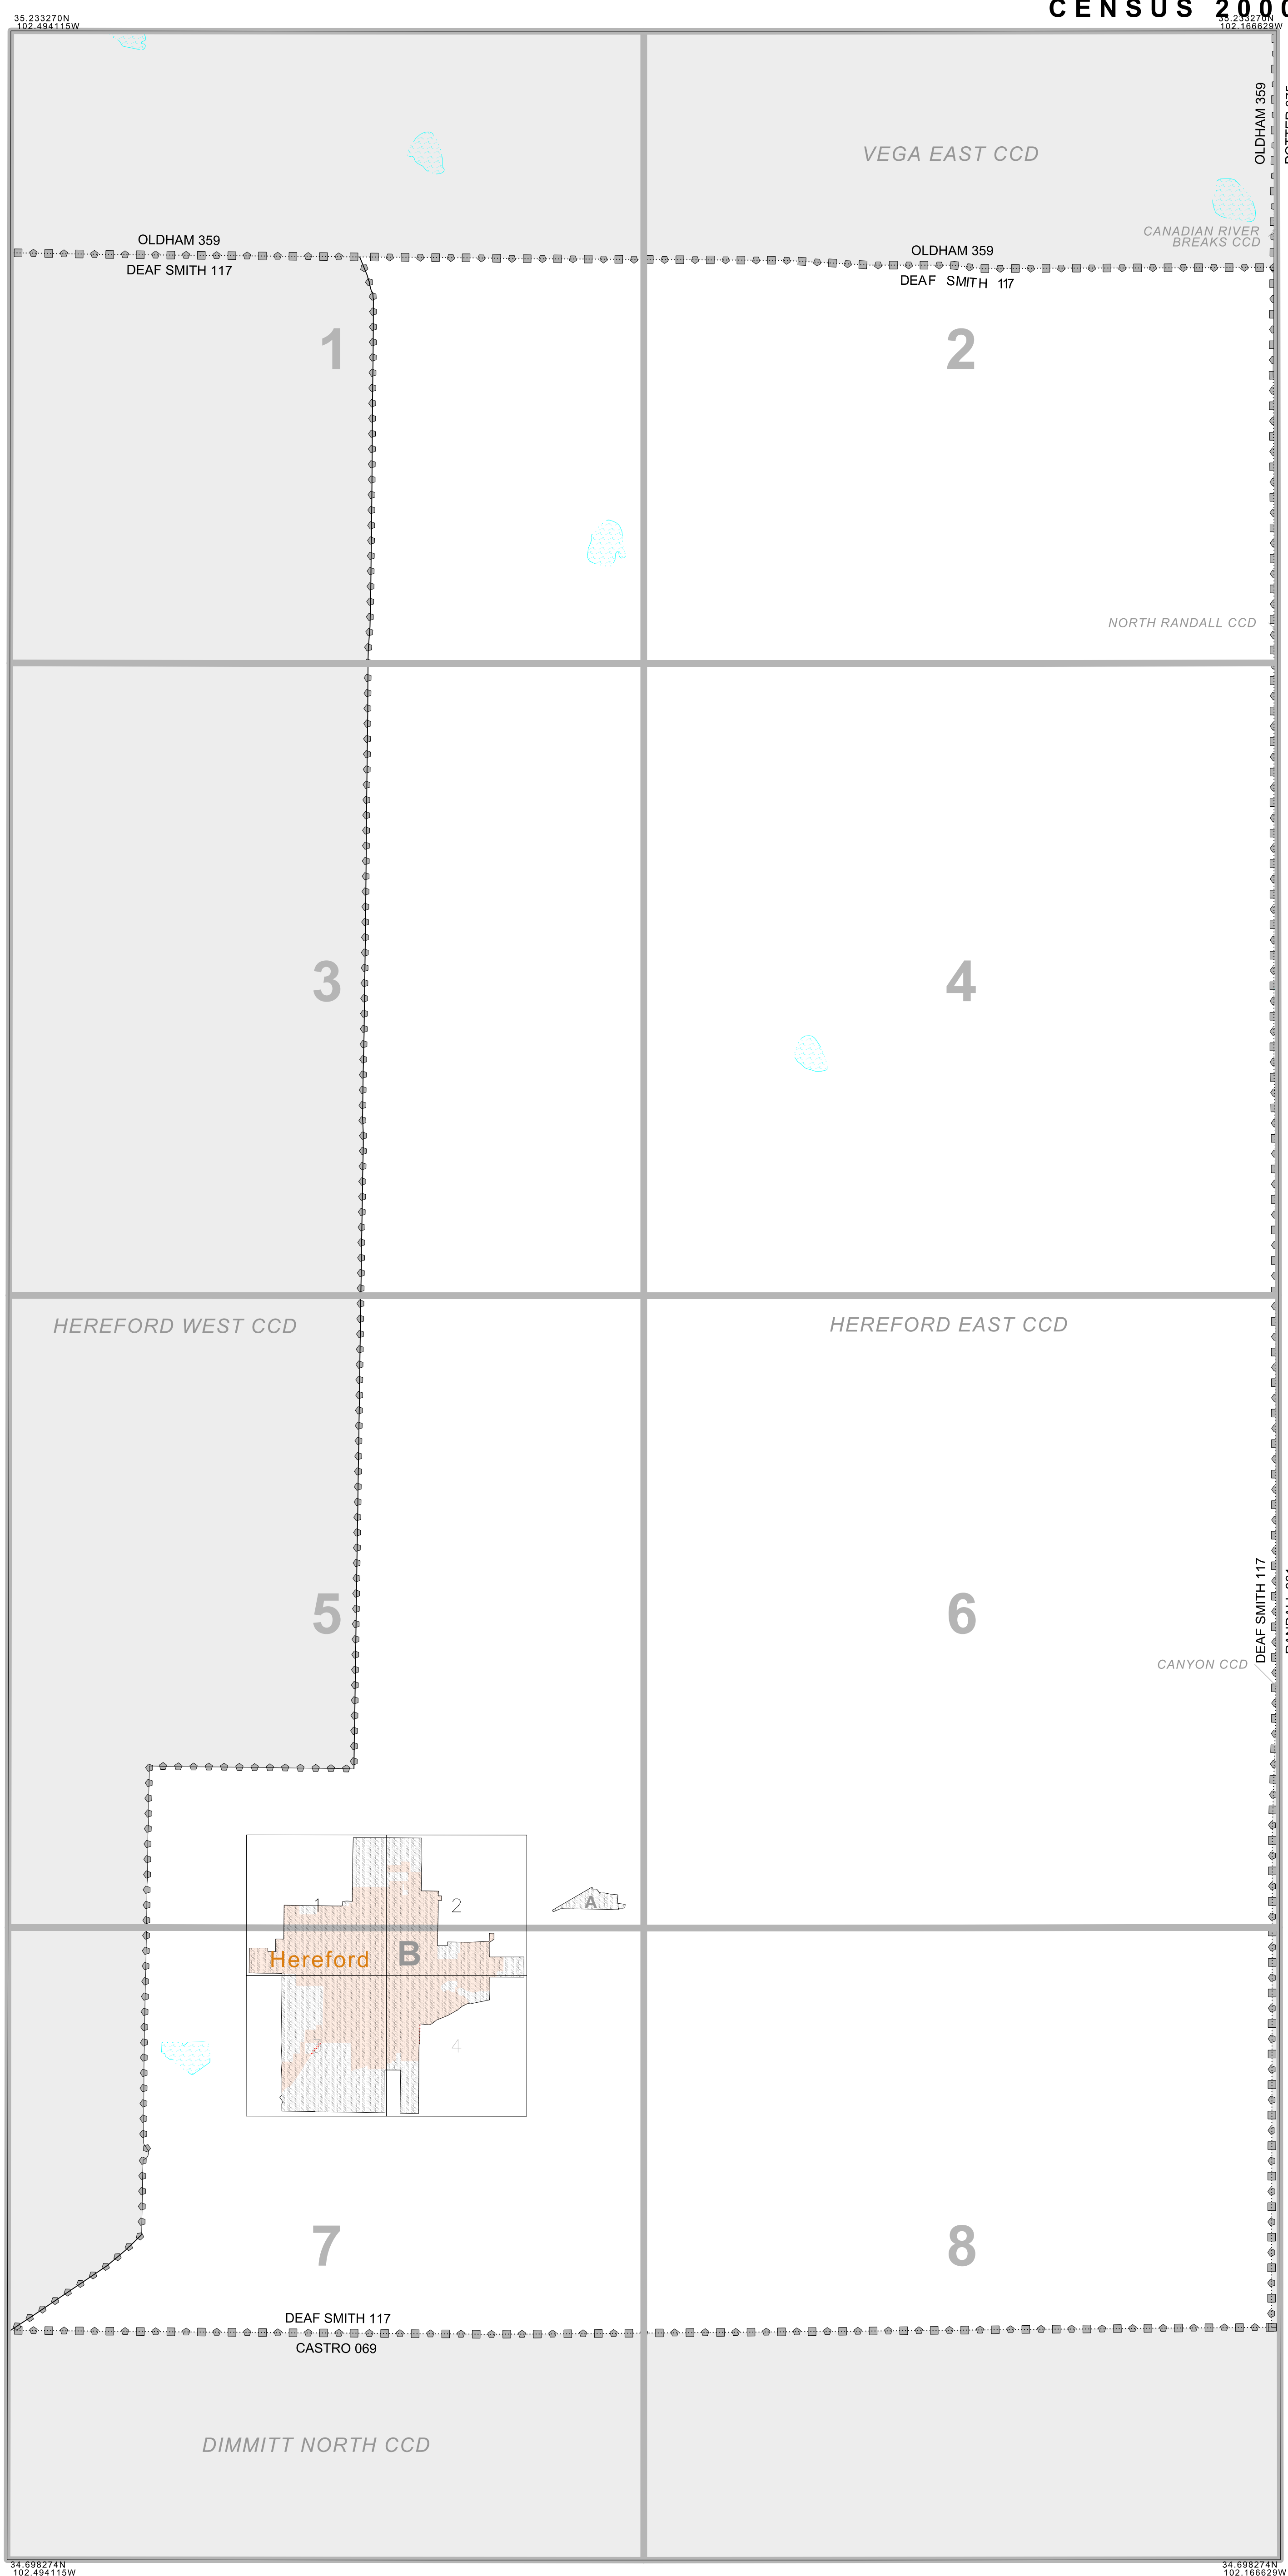 CENSUS 2000
35.233270N
102.494115W
35.233270N
102.166629W
OLDHAM 359
VEGA EAST CCD
CANADIAN RIVER
BREAKS CCD
OLDHAM 359
DEAF SMITH 117
OLDHAM 359
DEAF SMITH 117
1
2
NORTH RANDALL CCD
3
4
HEREFORD WEST CCD
HEREFORD EAST CCD
5
6
DEAF SMITH 117
CANYON CCD
1
2
A
Hereford
B
3
4
7
8
DEAF SMITH 117
CASTRO 069
DIMMITT NORTH CCD
34.698274N
102.494115W
34.698274N
102.166629W